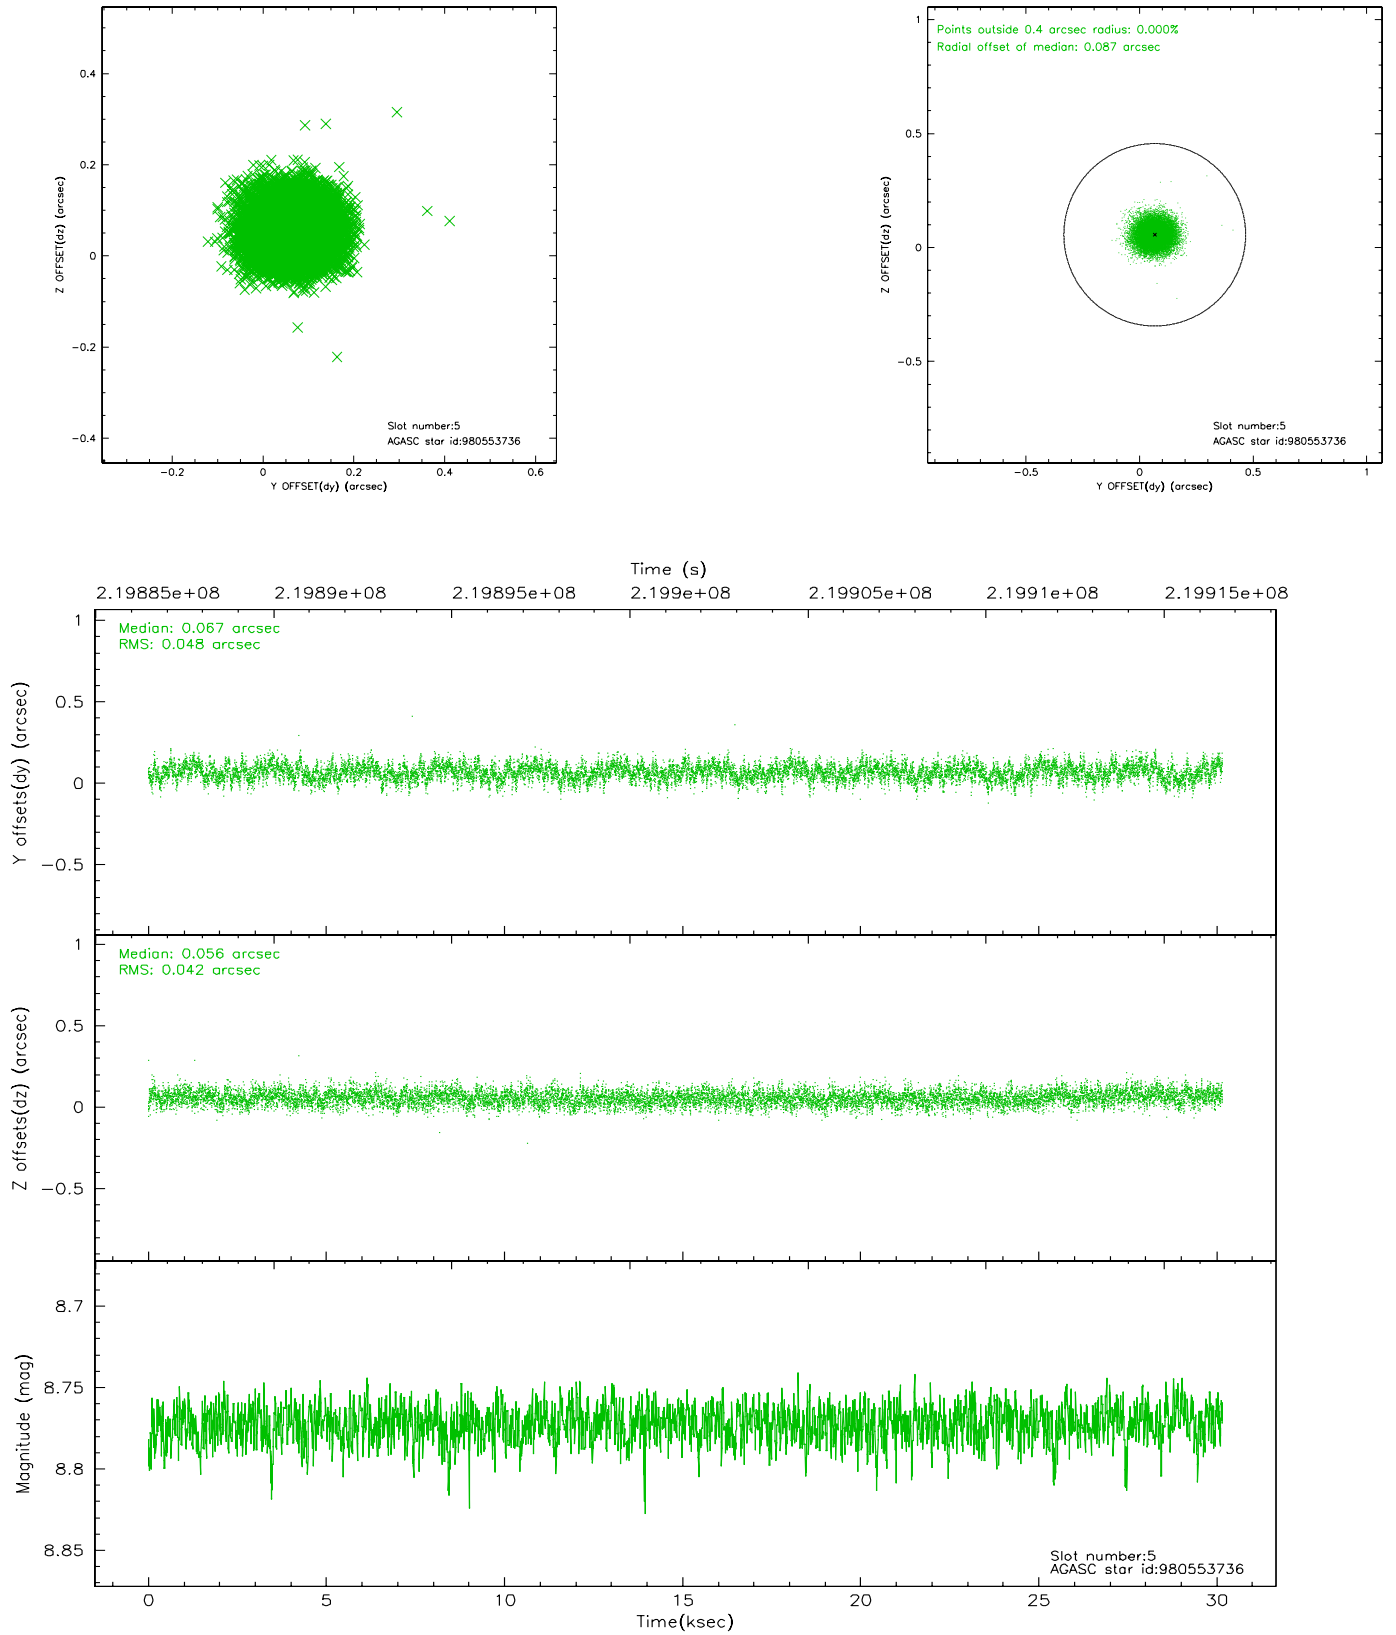 0.4
0.2
0
−0.2
−0.4
Z OFFSET(dz) (arcsec)
Slot number:5
AGASC star id:980553736
−0.2 0 0.2 0.4 0.6
Y OFFSET(dy) (arcsec)
Points outside 0.4 arcsec radius: 0.000%
Radial offset of median: 0.087 arcsec
1
0.5
0
−0.5
Z OFFSET(dz) (arcsec)
Slot number:5
AGASC star id:980553736
−0.5 0 0.5 1
Y OFFSET(dy) (arcsec)
Time (s)
2.19885e+08 2.1989e+08 2.19895e+08 2.199e+08 2.19905e+08 2.1991e+08 2.19915e+08
Median: 0.067 arcsec
RMS: 0.048 arcsec
1
0.5
0
−0.5
Y offsets(dy) (arcsec)
Median: 0.056 arcsec
RMS: 0.042 arcsec
1
0.5
0
−0.5
Z offsets(dz) (arcsec)
8.7
8.75
8.8
8.85
Magnitude (mag)
Slot number:5
AGASC star id:980553736
0 5 10 15 20 25 30
Time(ksec)